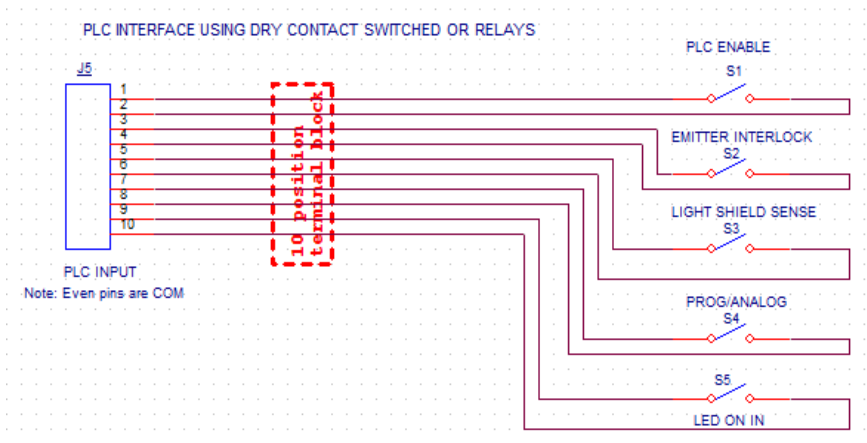 PLC INTERFACE USING DRY CONTACT SWITCHED OR RELAYS
J5
1
2
3
4
5
6
7
8
9
10
PLC INPUT
Note: Even pins are COM
10 position
terminal block
PLC ENABLE
S1
EMITTER INTERLOCK
S2
LIGHT SHIELD SENSE
S3
PROG/ANALOG
S4
S5
LED ON IN